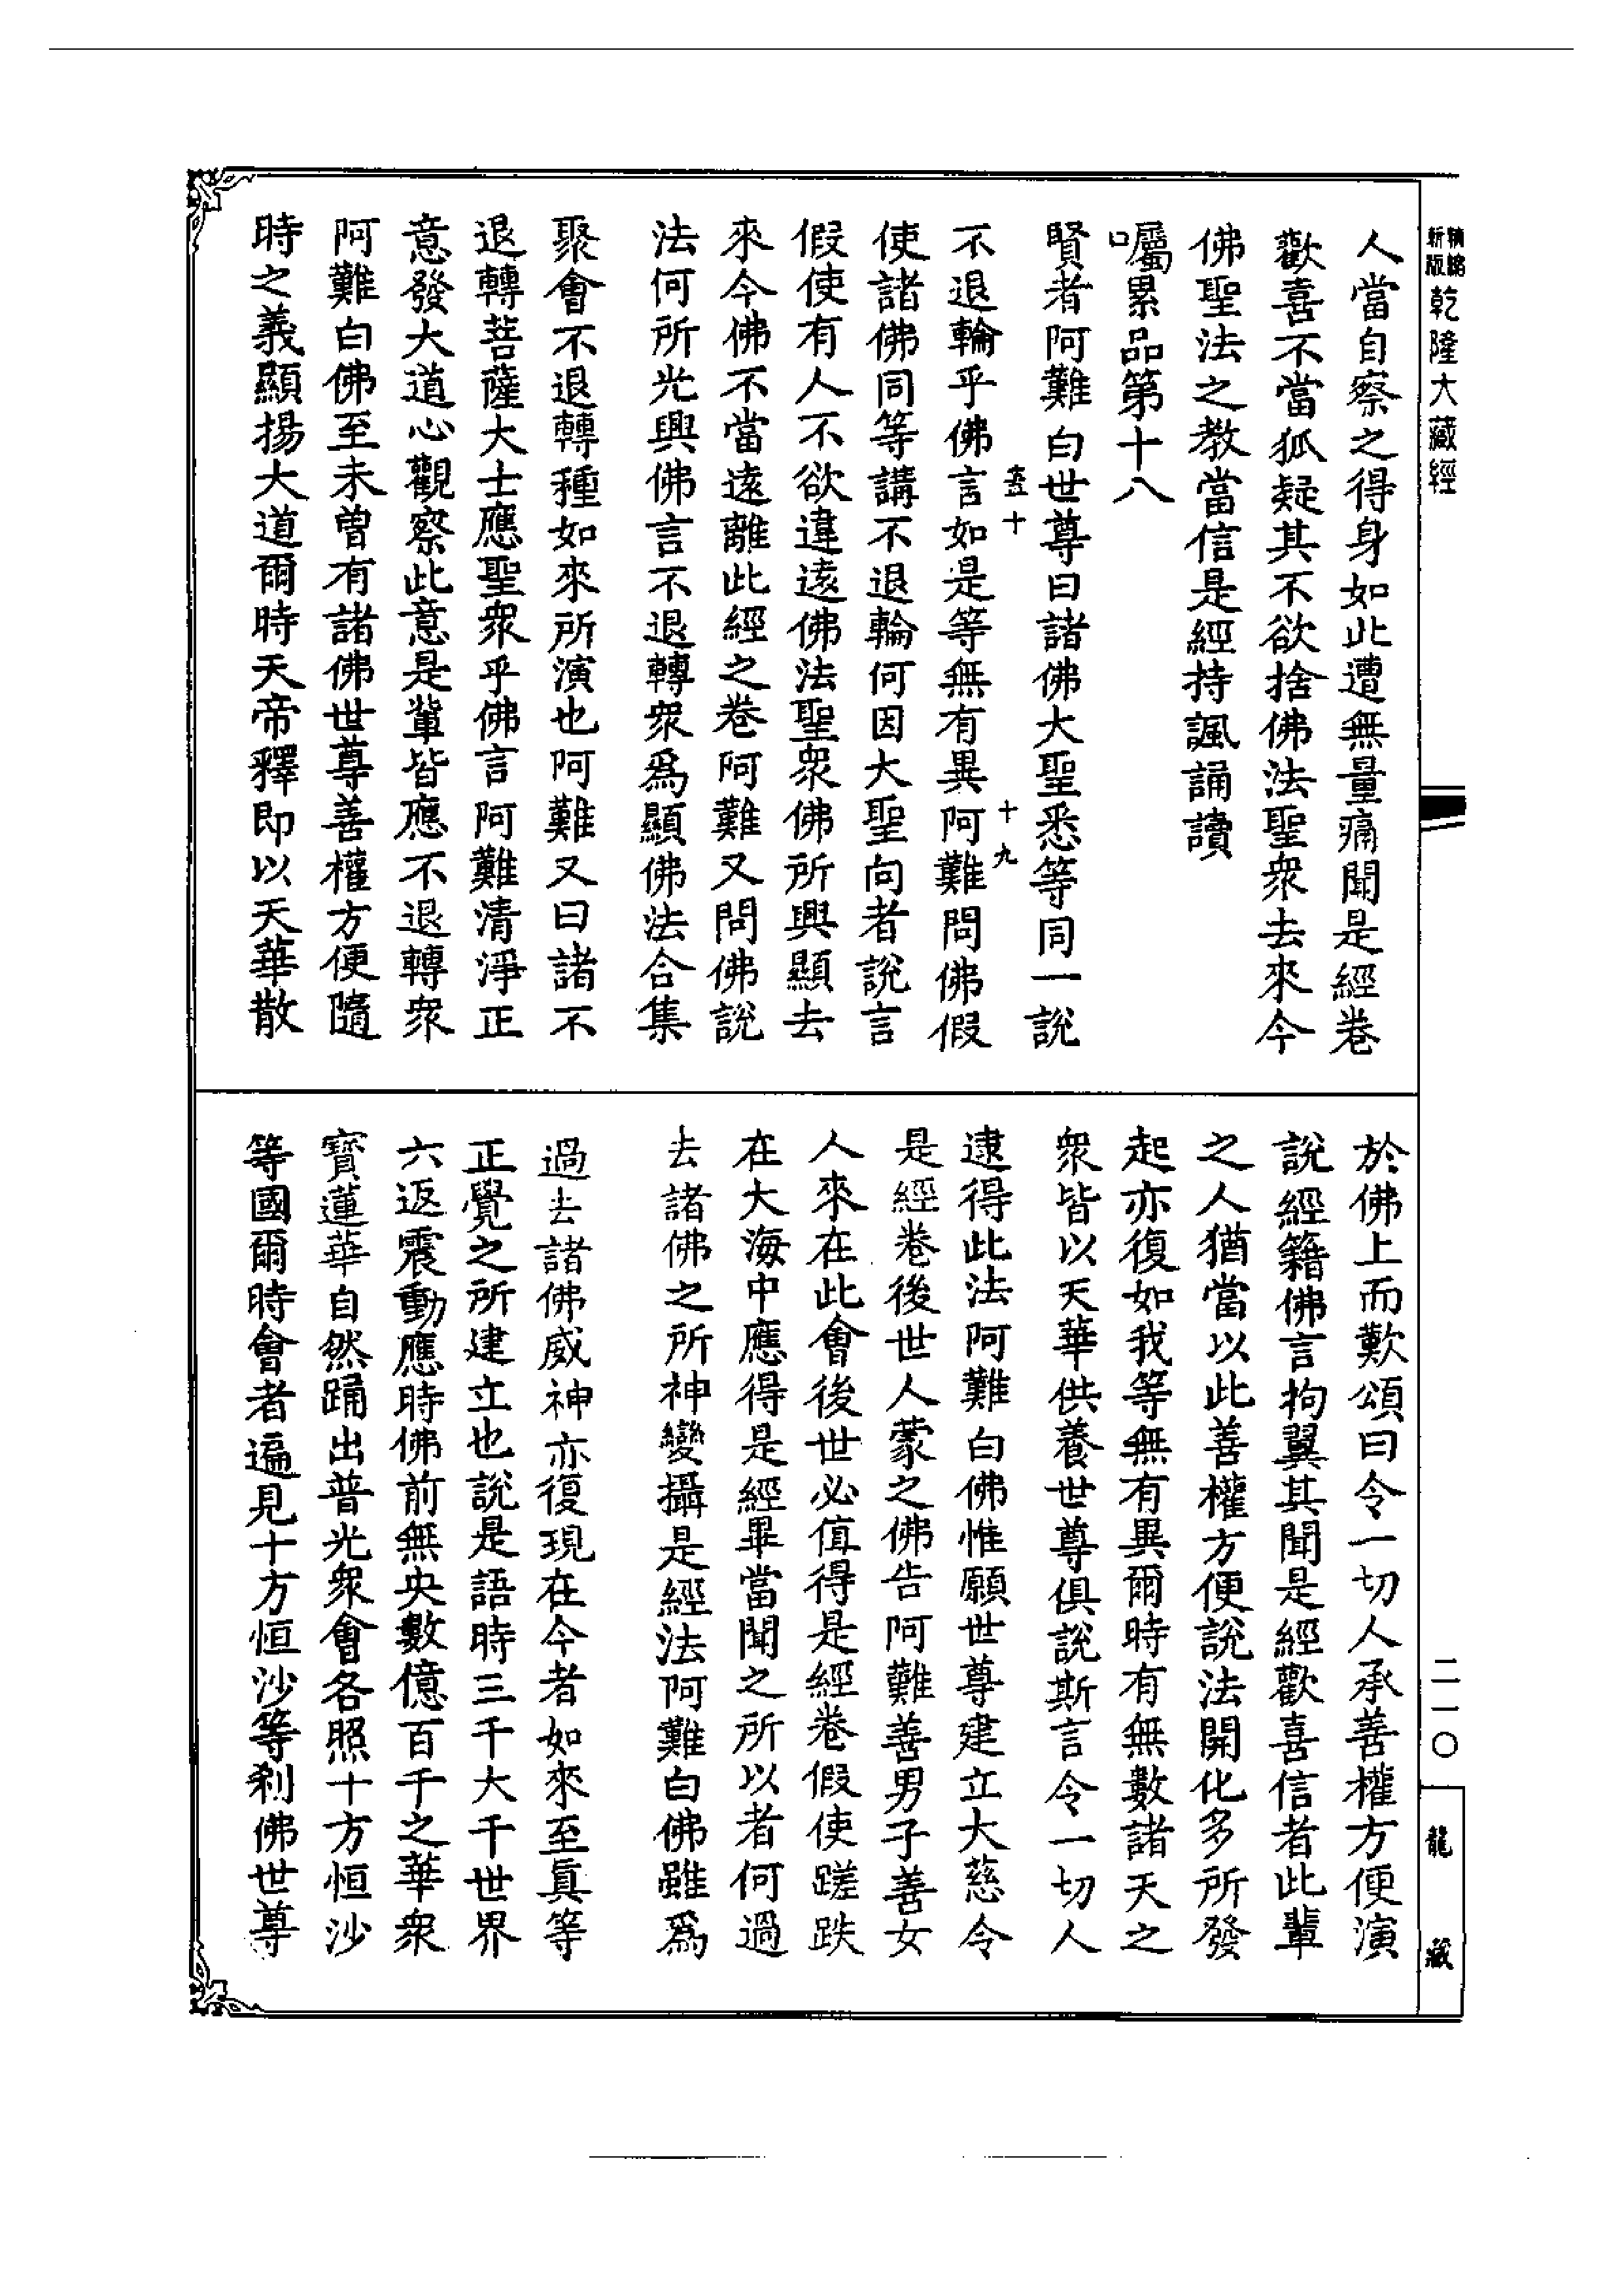 精縮新版乾隆大藏經
人當自察之得身如此遭無量痛聞是經卷
歡喜不當狐疑其不欲捨佛法聖衆去來今
佛聖法之教當信是經持諷誦讀
囑累品第十八
賢者阿難白世尊曰諸佛大聖悉等同一說
十 十九
不退輪乎佛言如是等無有異阿難問佛假
使諸佛同等講不退輪何因大聖向者說言
假使有人不欲違遠佛法聖衆佛所興顯去
來今佛不當遠離此經之卷阿難又問佛說
法何所光興佛言不退轉衆爲顯佛法合集
聚會不退轉種如來所演也阿難又曰諸不
退轉菩薩大士應聖衆乎佛言阿難清淨正
意發大道心觀察此意是輩皆應不退轉衆
阿難白佛至未曾有諸佛世尊善權方便隨
時之義顯揚大道爾時天帝釋即以天華散
於佛上而歎頌曰令一切人承善權方便演
說經籍佛言拘翼其聞是經歡喜信者此輩
之人猶當以此善權方便說法開化多所發
起亦復如我等無有異爾時有無數諸天之
衆皆以天華供養世尊俱說斯言令一切人
逮得此法阿難白佛惟願世尊建立大慈令
是經卷後世人蒙之佛告阿難善男子善女
人來在此會後世必值得是經卷假使蹉跌
在大海中應得是經畢當聞之所以者何過
去諸佛之所神變攝是經法阿難白佛雖爲
過去諸佛威神亦復現在今者如來至眞等
正覺之所建立也說是語時三千大千世界
六返震動應時佛前無央數億百千之華衆
寶蓮華自然踊出普光衆會各照十方恒沙
等國爾時會者遍見十方恒沙等刹佛世尊
二一〇
龍藏